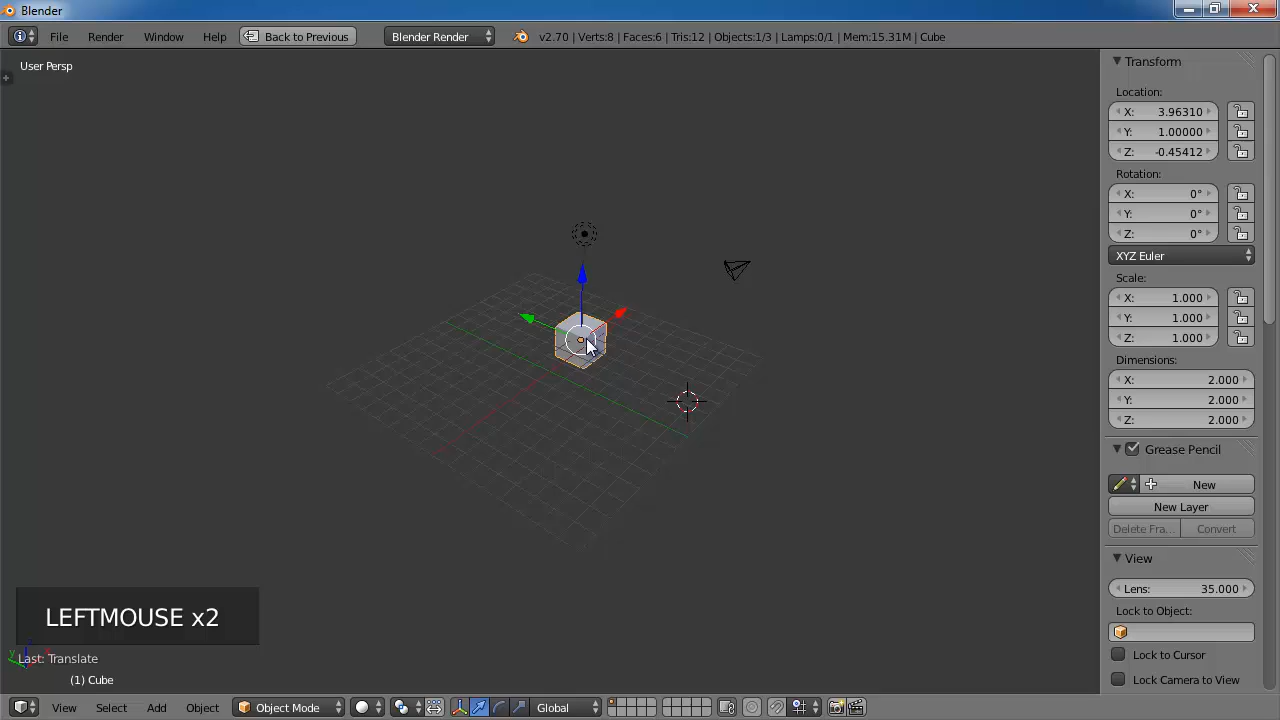 Blender
File Render Window Help Back to Previous Blender Render v2.70 | Verts:8 | Faces:6 | Tris:12 | Objects:1/3 | Lamps:0/1 | Mem:15.31M | Cube
User Persp
Transform
Location:
X: 3.96310
Y: 1.00000
Z: -0.45412
Rotation:
X: 0°
Y: 0°
Z: 0°
XYZ Euler
Scale:
X: 1.000
Y: 1.000
Z: 1.000
Dimensions:
X: 2.000
Y: 2.000
Z: 2.000
Grease Pencil
New
New Layer
Delete Fra... Convert
View
Lens: 35.000
Lock to Object:
Lock to Cursor
Lock Camera to View
LEFTMOUSE x2
y z
Last: Translate
(1) Cube
View Select Add Object Object Mode Global